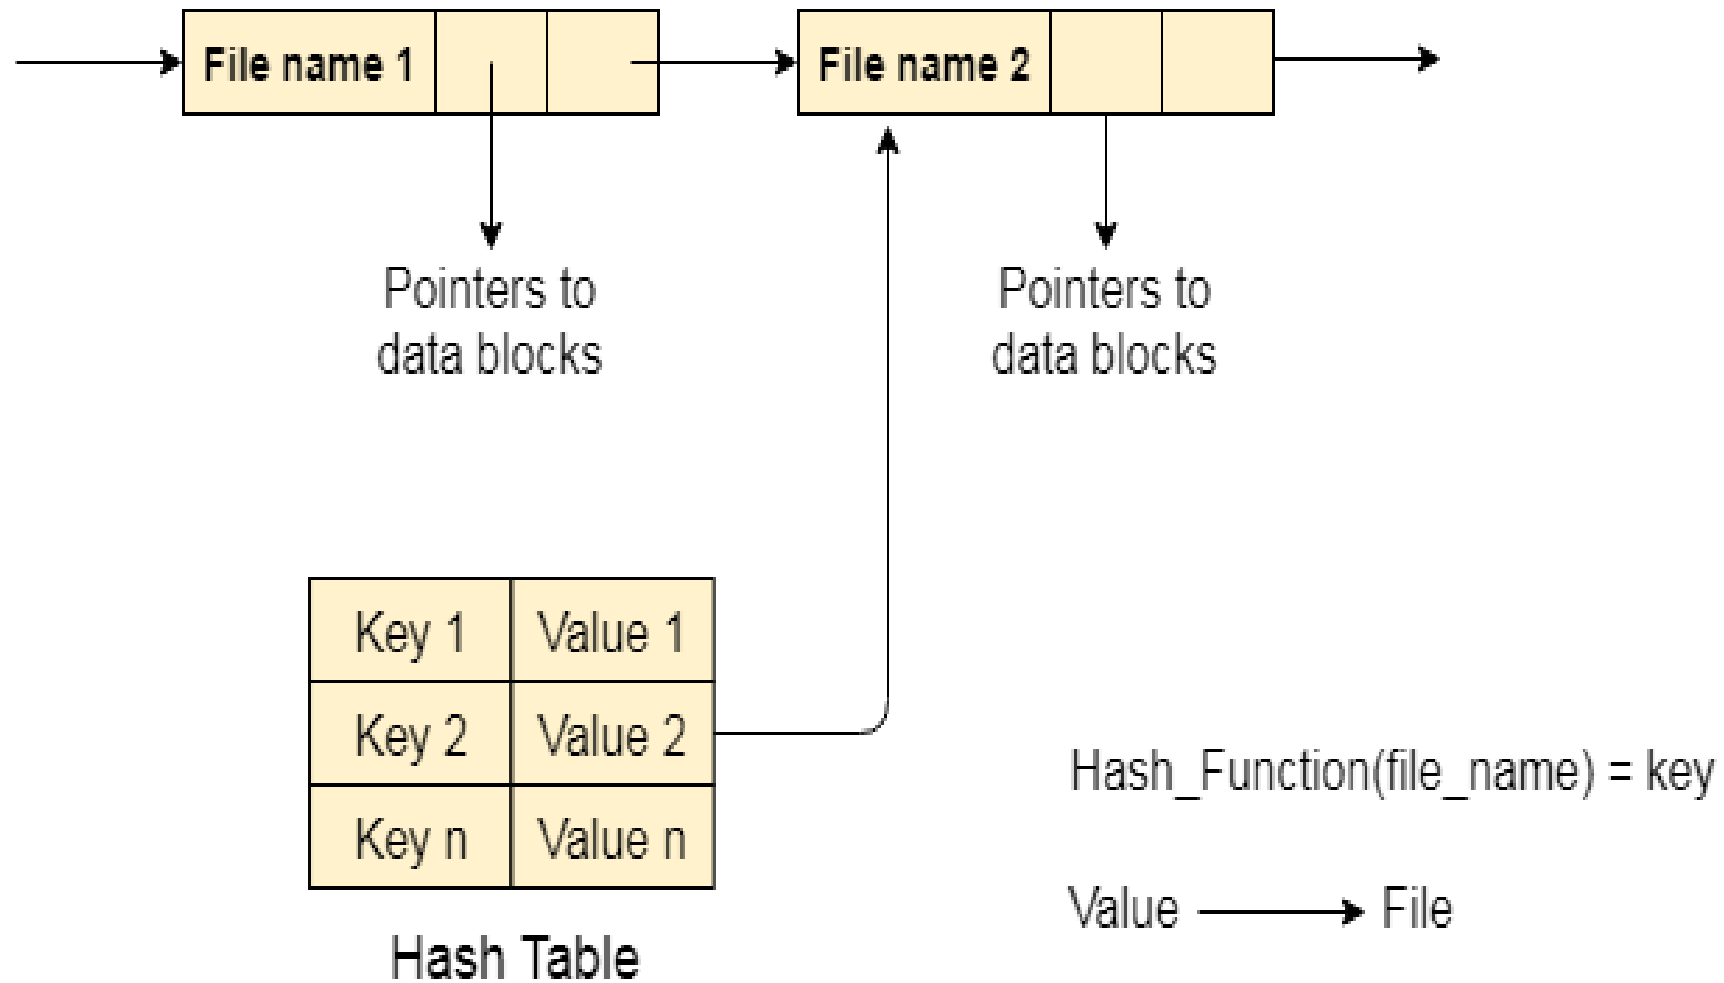 File name 1
File name 2
Pointers to
data blocks
Pointers to
data blocks
Key 1 Value 1
Key 2 Value 2
Key n Value n
Hash Table
Hash_Function(file_name) = key
Value File